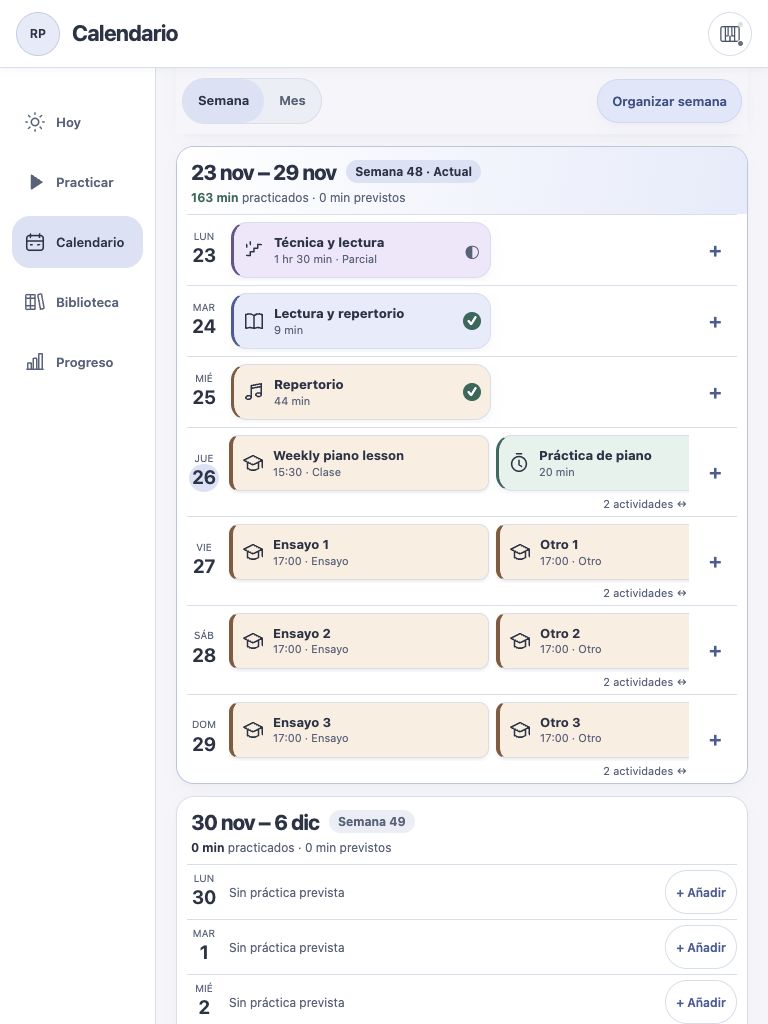 RP
Calendario
Hoy
Practicar
Calendario
Biblioteca
Progreso
Semana
Mes
Organizar semana
23 nov – 29 nov
Semana 48 · Actual
163 min practicados · 0 min previstos
LUN
23
Técnica y lectura
1 hr 30 min · Parcial
+
MAR
24
Lectura y repertorio
9 min
+
MIÉ
25
Repertorio
44 min
+
JUE
26
Weekly piano lesson
15:30 · Clase
Práctica de piano
20 min
+
2 actividades ↔
VIE
27
Ensayo 1
17:00 · Ensayo
Otro 1
17:00 · Otro
+
2 actividades ↔
SÁB
28
Ensayo 2
17:00 · Ensayo
Otro 2
17:00 · Otro
+
2 actividades ↔
DOM
29
Ensayo 3
17:00 · Ensayo
Otro 3
17:00 · Otro
+
2 actividades ↔
30 nov – 6 dic
Semana 49
0 min practicados · 0 min previstos
LUN
30
Sin práctica prevista
+ Añadir
MAR
1
Sin práctica prevista
+ Añadir
MIÉ
2
Sin práctica prevista
+ Añadir